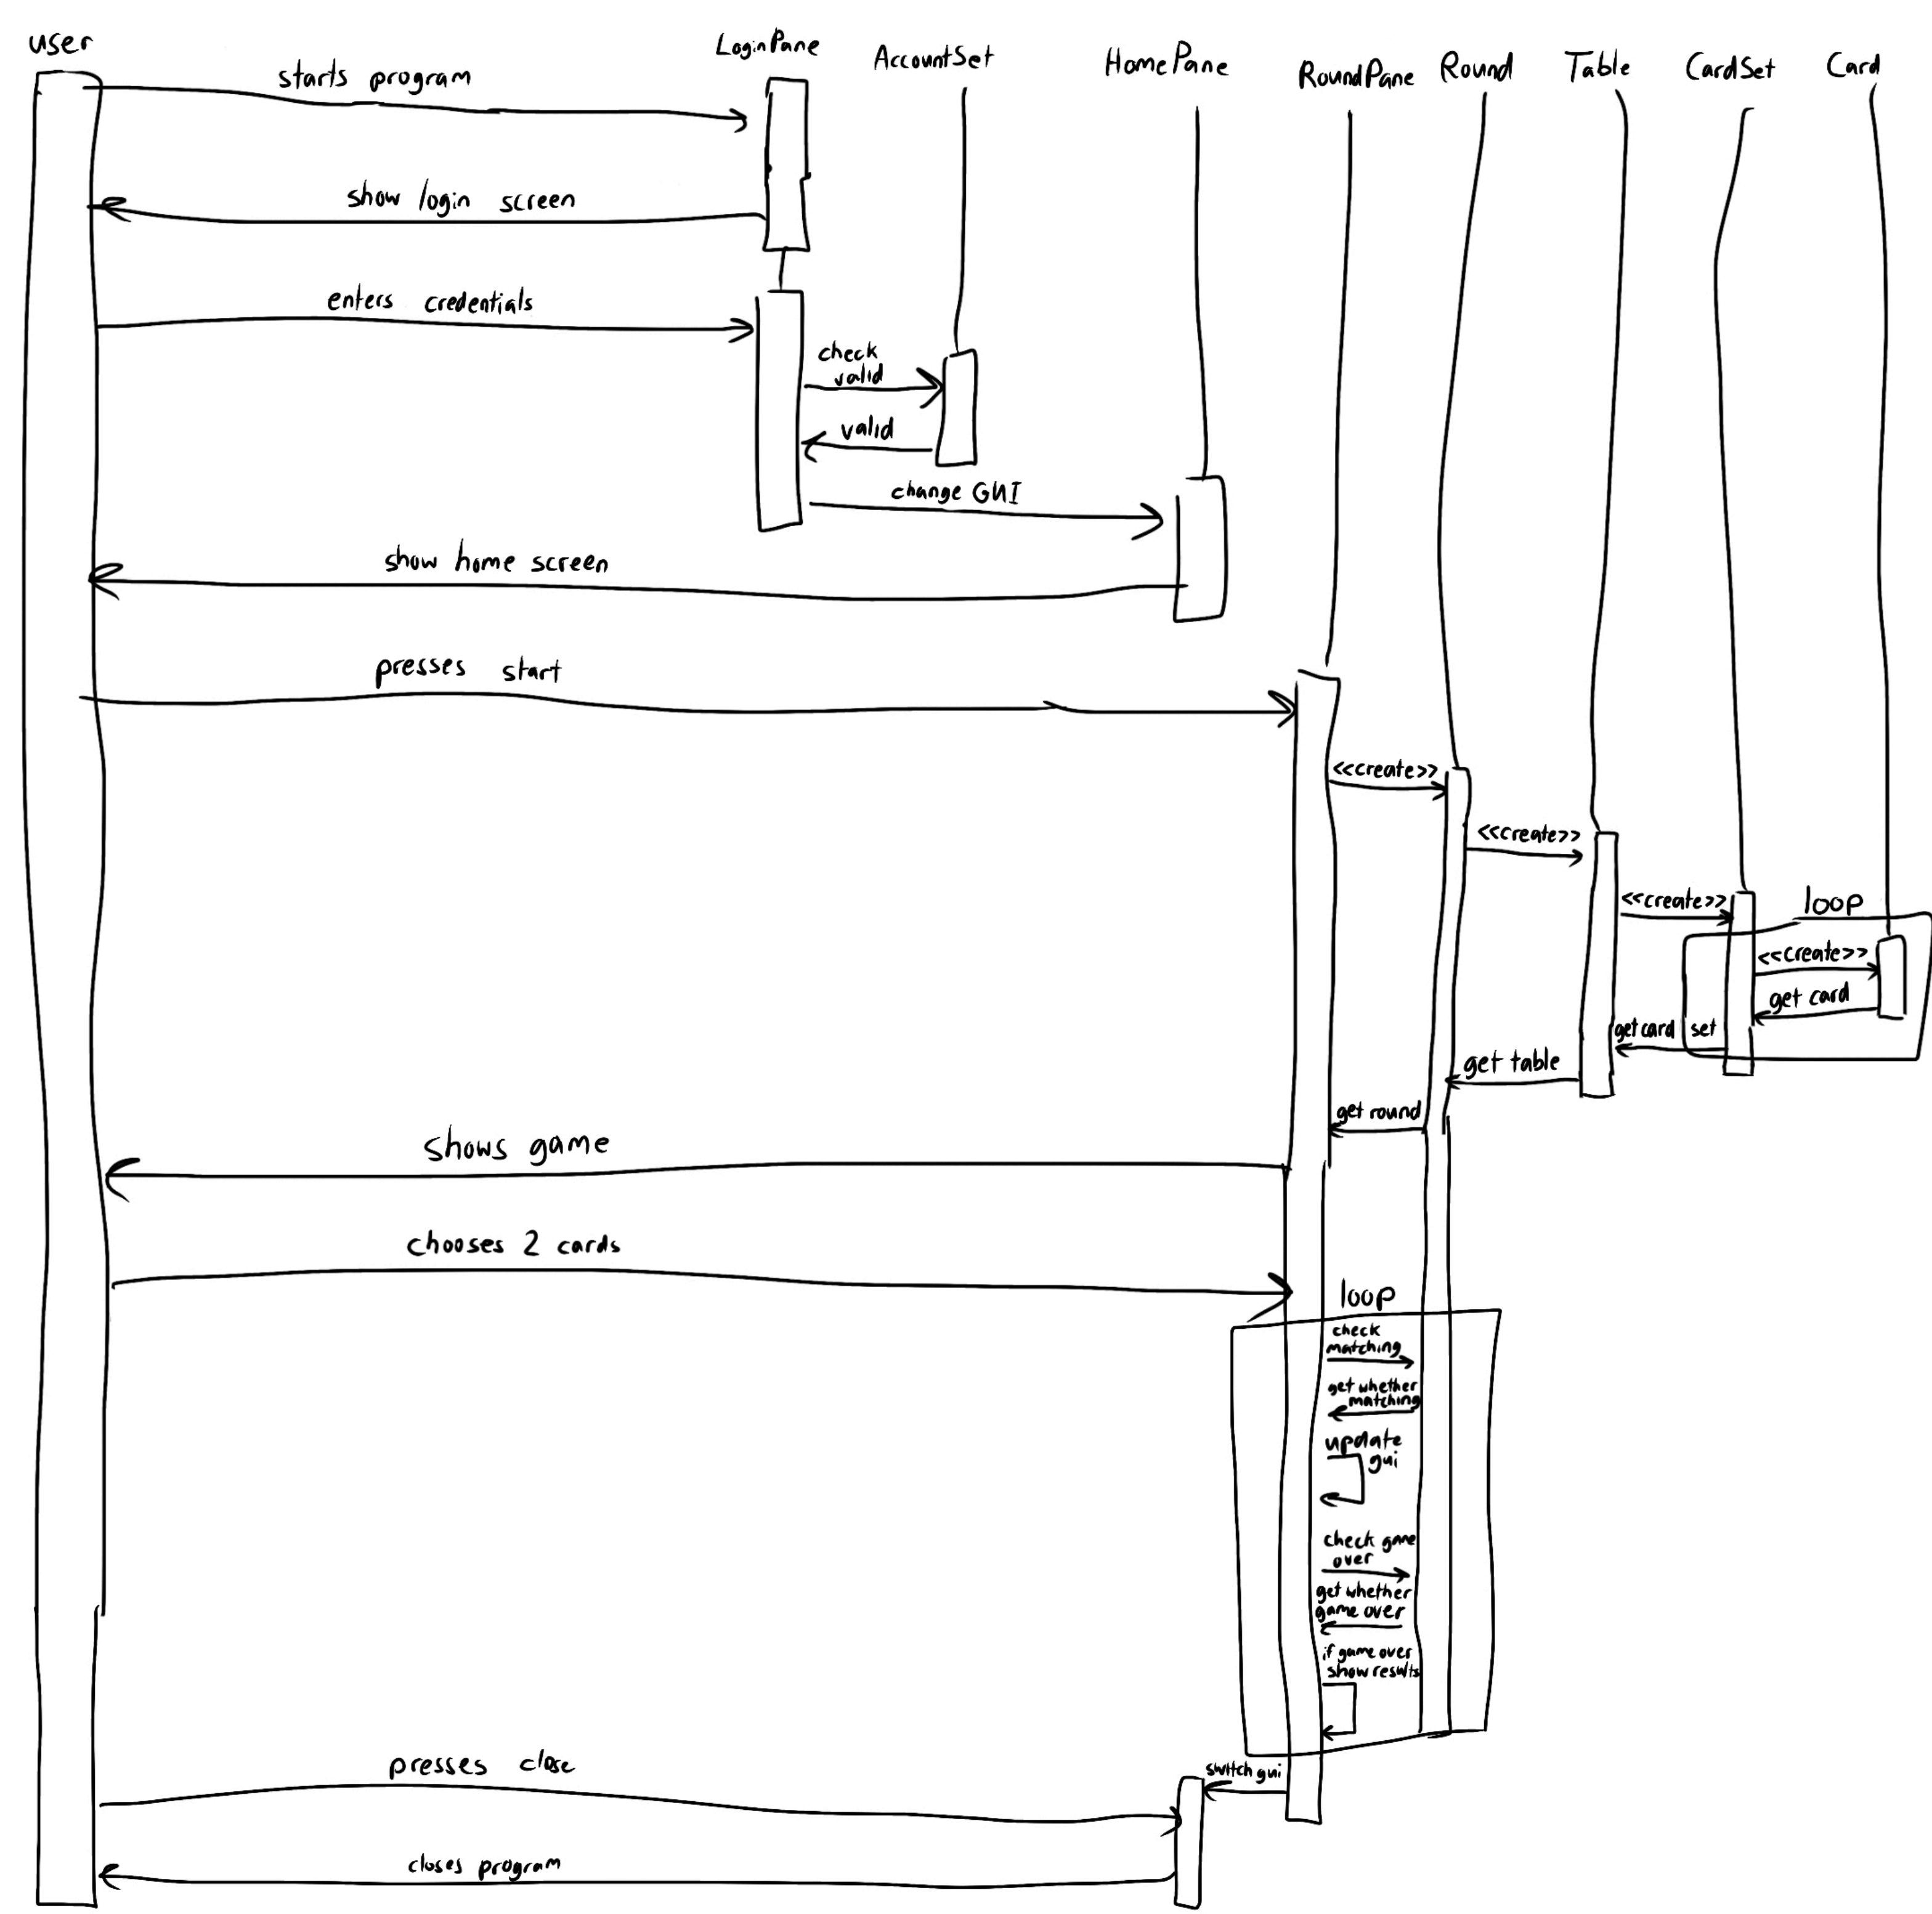 user
LoginPane
AccountSet
HomePane
RoundPane
Round
Table
CardSet
Card
starts program
show login screen
enters credentials
check
valid
valid
change GUI
show home screen
presses start
<<create>>
<<create>>
<<create>>
loop
<<create>>
get card
get card set
get table
get round
shows game
chooses 2 cards
loop
check
matching
get whether
matching
update
gui
check game
over
get whether
game over
if game over
show results
presses close
switch gui
closes program